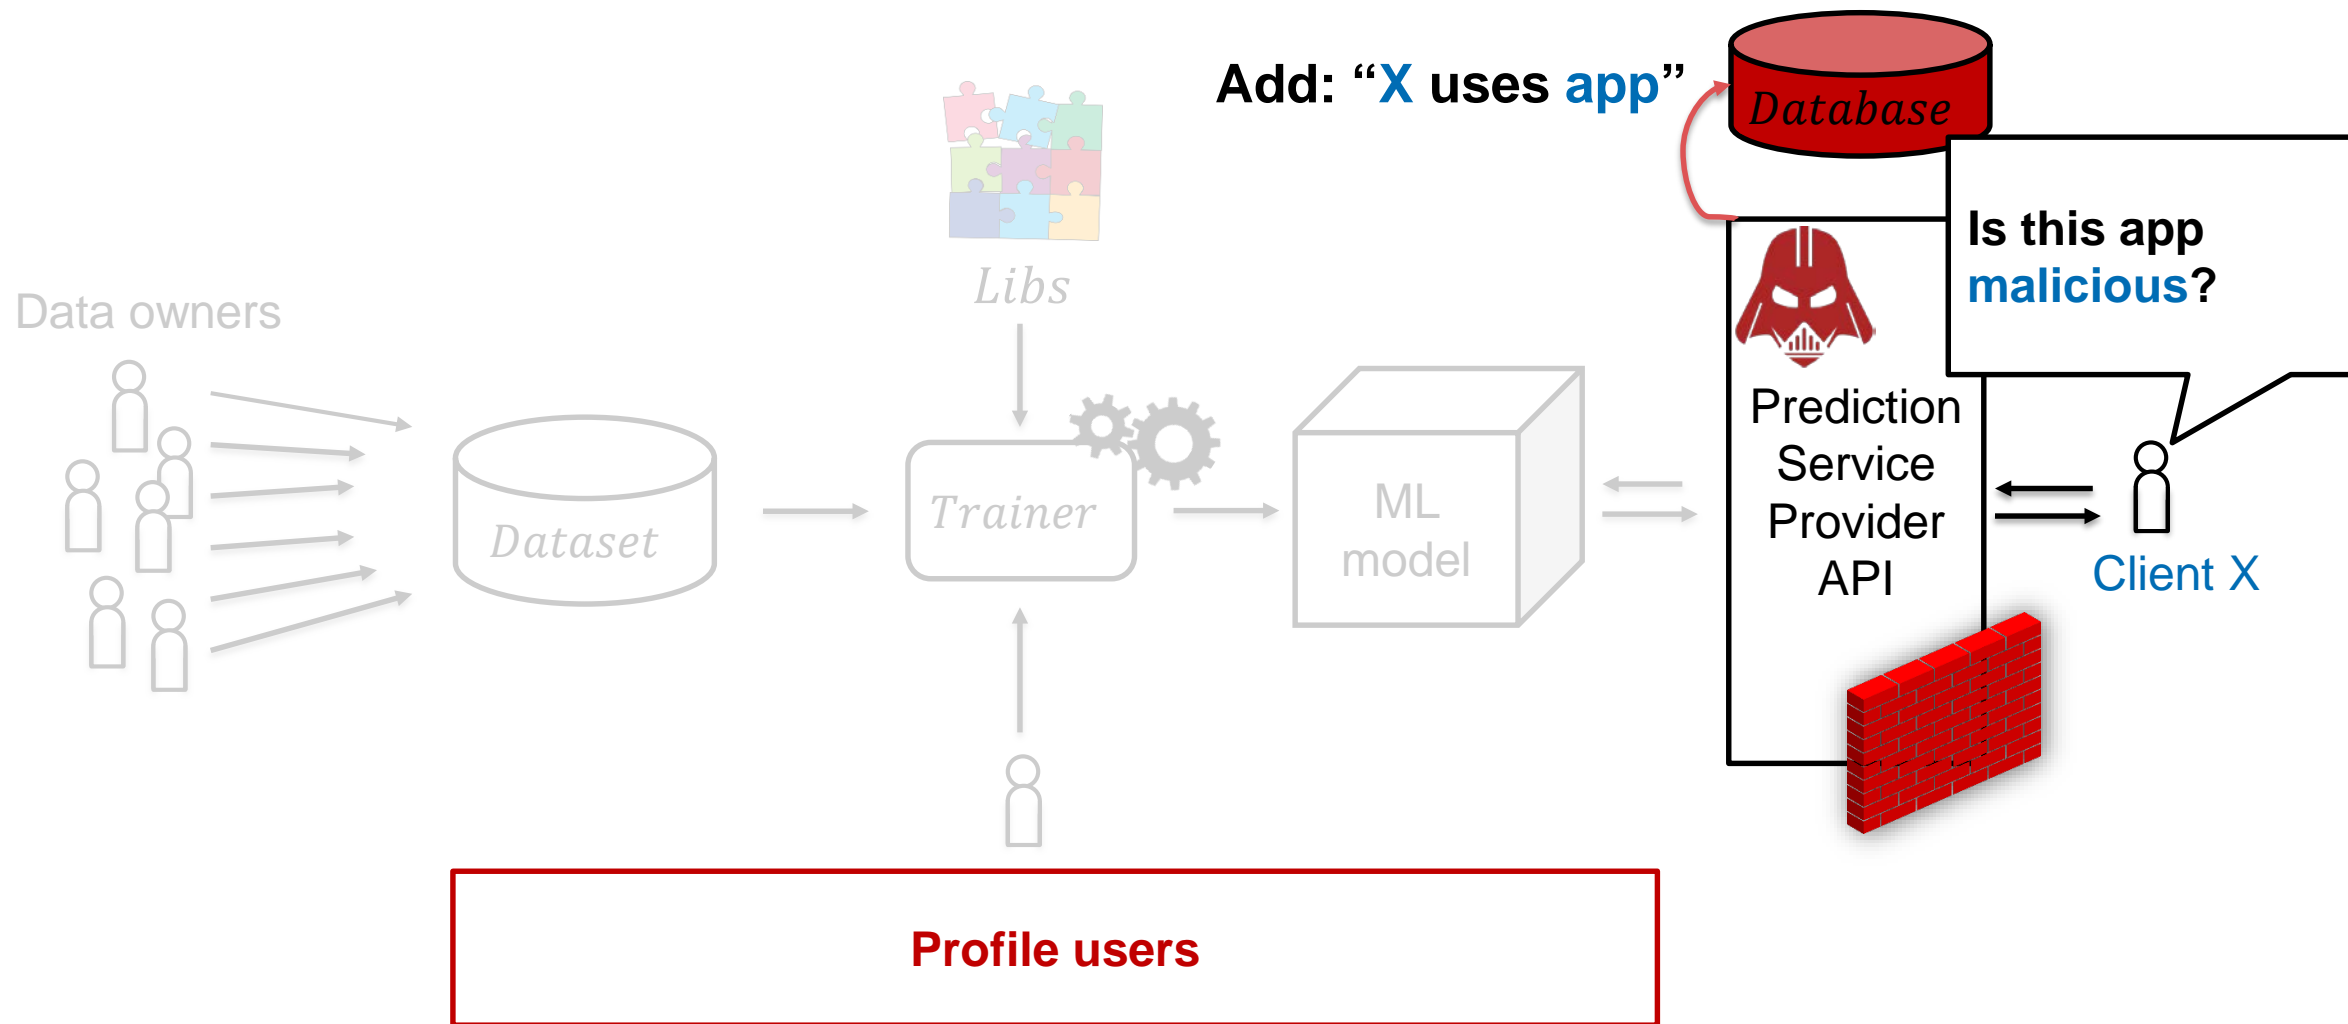 Add: “X uses app”
Database
Is this app
malicious?
Libs
Data owners
Dataset
Trainer
ML
model
Prediction
Service
Provider
API
Client X
Profile users